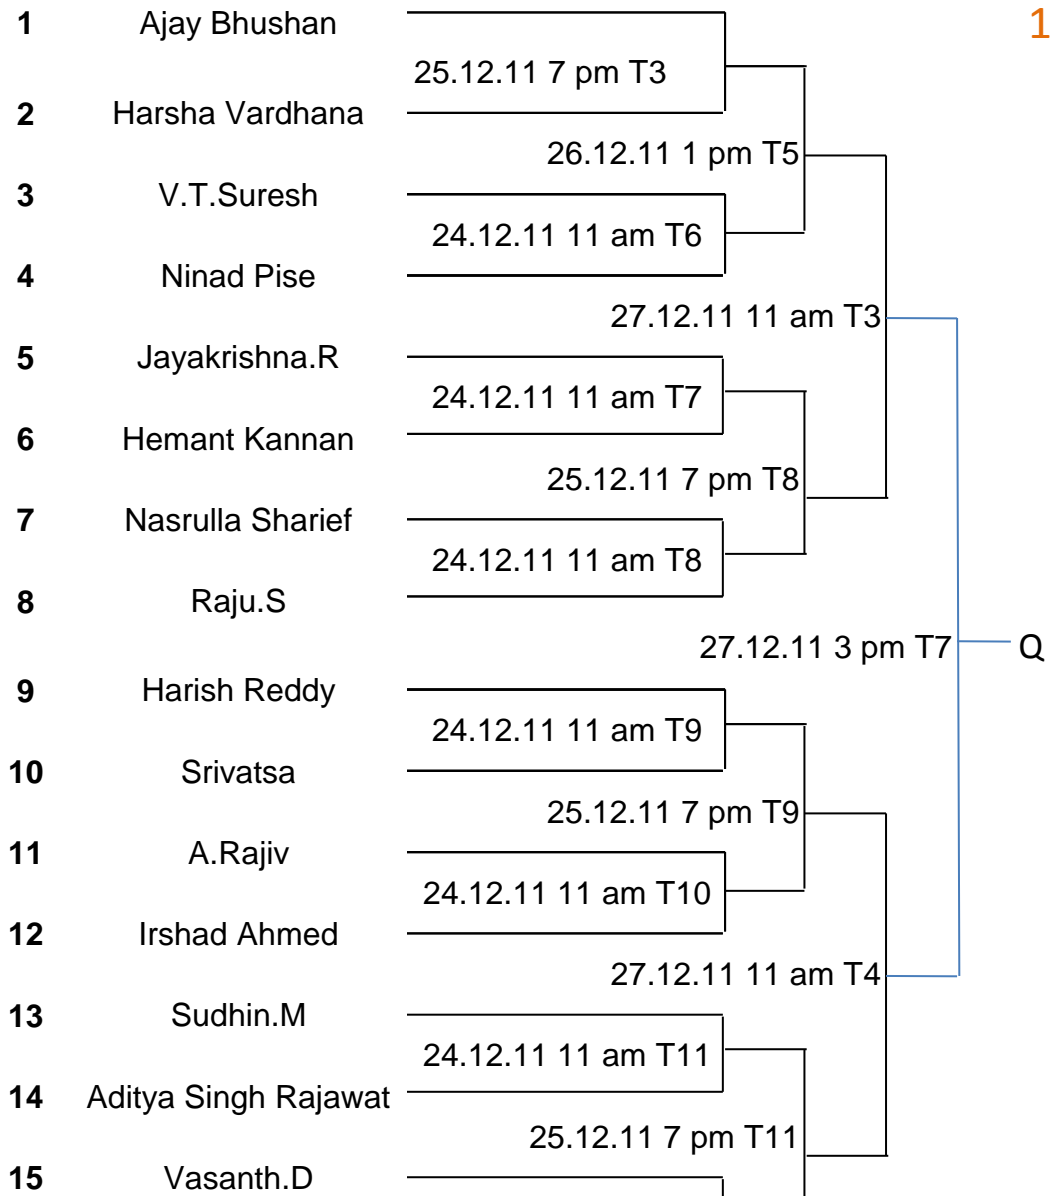 1 Ajay Bhushan 1
25.12.11 7 pm T3
2 Harsha Vardhana
26.12.11 1 pm T5
3 V.T.Suresh
24.12.11 11 am T6
4 Ninad Pise
27.12.11 11 am T3
5 Jayakrishna.R
24.12.11 11 am T7
6 Hemant Kannan
25.12.11 7 pm T8
7 Nasrulla Sharief
24.12.11 11 am T8
8 Raju.S
27.12.11 3 pm T7 Q
9 Harish Reddy
24.12.11 11 am T9
10 Srivatsa
25.12.11 7 pm T9
11 A.Rajiv
24.12.11 11 am T10
12 Irshad Ahmed
27.12.11 11 am T4
13 Sudhin.M
24.12.11 11 am T11
14 Aditya Singh Rajawat
25.12.11 7 pm T11
15 Vasanth.D